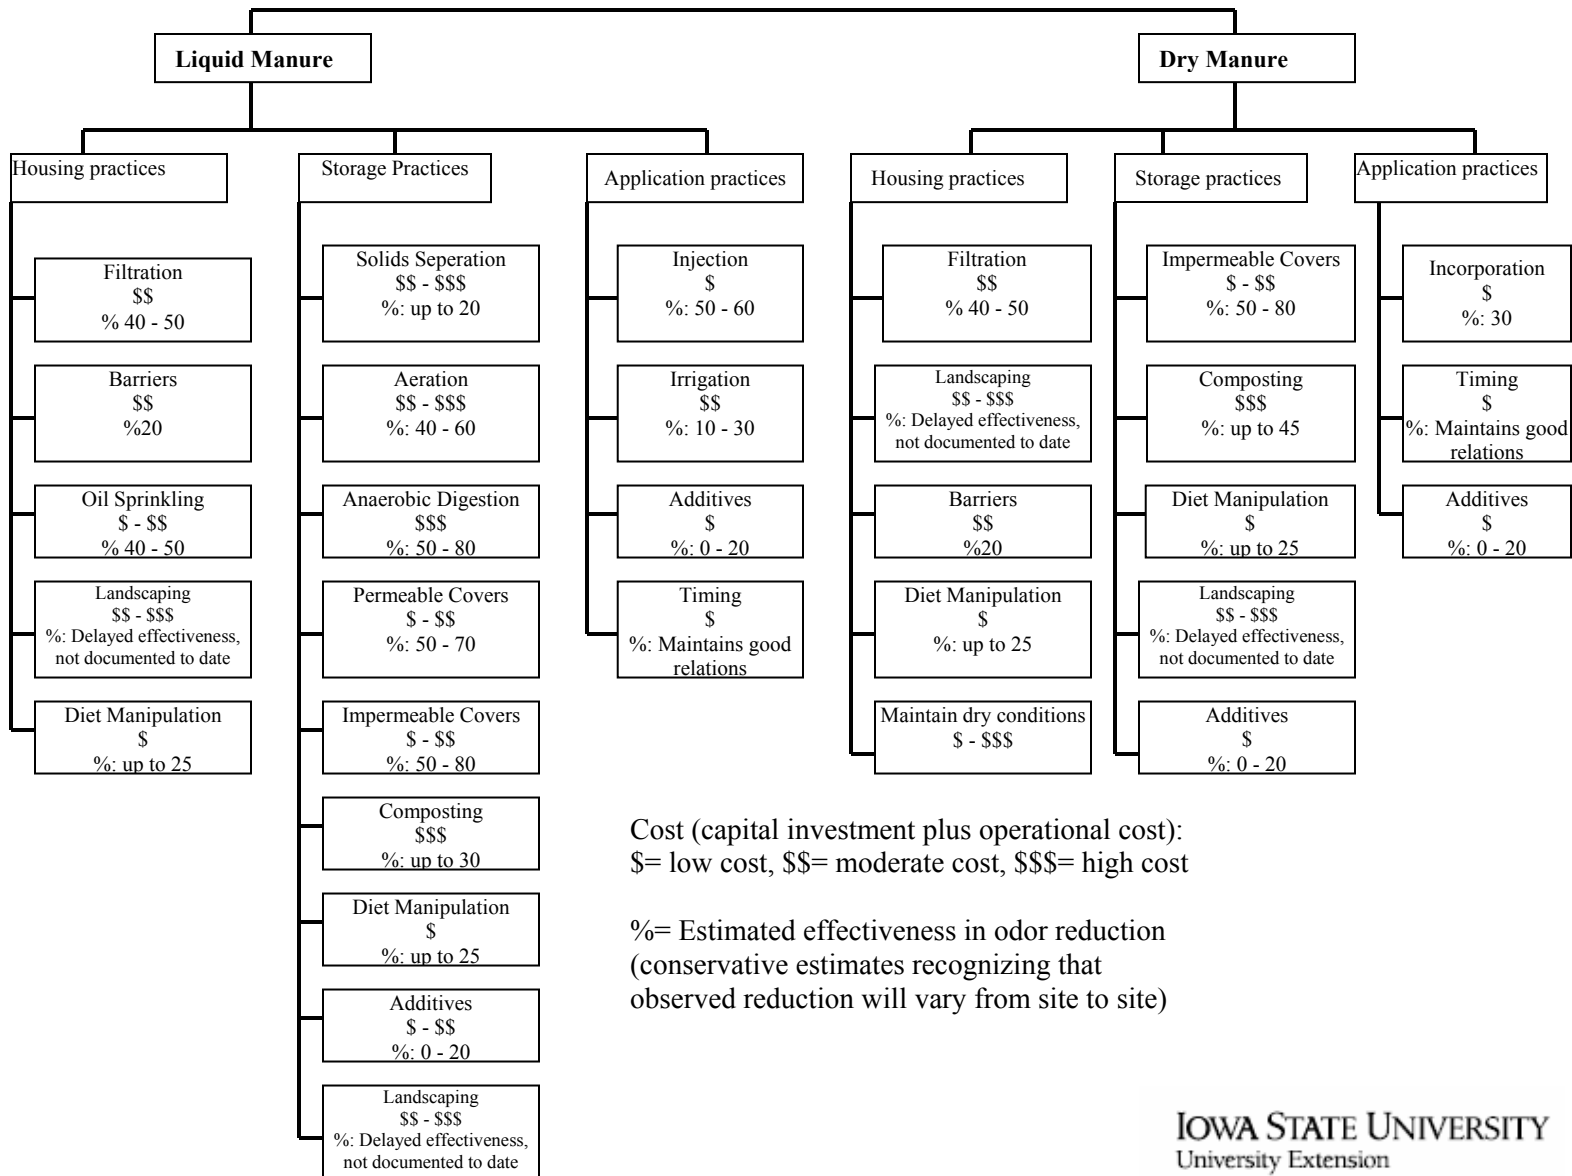 Liquid Manure
Dry Manure
Housing practices
Storage Practices
Application practices
Housing practices
Storage practices
Application practices
Filtration
$$
% 40 - 50
Barriers
$$
%20
Oil Sprinkling
$ - $$
% 40 - 50
Landscaping
$$ - $$$
%: Delayed effectiveness,
not documented to date
Diet Manipulation
$
%: up to 25
Solids Seperation
$$ - $$$
%: up to 20
Aeration
$$ - $$$
%: 40 - 60
Anaerobic Digestion
$$$
%: 50 - 80
Permeable Covers
$ - $$
%: 50 - 70
Impermeable Covers
$ - $$
%: 50 - 80
Composting
$$$
%: up to 30
Diet Manipulation
$
%: up to 25
Additives
$ - $$
%: 0 - 20
Landscaping
$$ - $$$
%: Delayed effectiveness,
not documented to date
Injection
$
%: 50 - 60
Irrigation
$$
%: 10 - 30
Additives
$
%: 0 - 20
Timing
$
%: Maintains good
relations
Filtration
$$
% 40 - 50
Landscaping
$$ - $$$
%: Delayed effectiveness,
not documented to date
Barriers
$$
%20
Diet Manipulation
$
%: up to 25
Maintain dry conditions
$ - $$$
Impermeable Covers
$ - $$
%: 50 - 80
Composting
$$$
%: up to 45
Diet Manipulation
$
%: up to 25
Landscaping
$$ - $$$
%: Delayed effectiveness,
not documented to date
Additives
$
%: 0 - 20
Incorporation
$
%: 30
Timing
$
%: Maintains good
relations
Additives
$
%: 0 - 20
Cost (capital investment plus operational cost):
$= low cost, $$= moderate cost, $$$= high cost
%= Estimated effectiveness in odor reduction
(conservative estimates recognizing that
observed reduction will vary from site to site)
IOWA STATE UNIVERSITY
University Extension